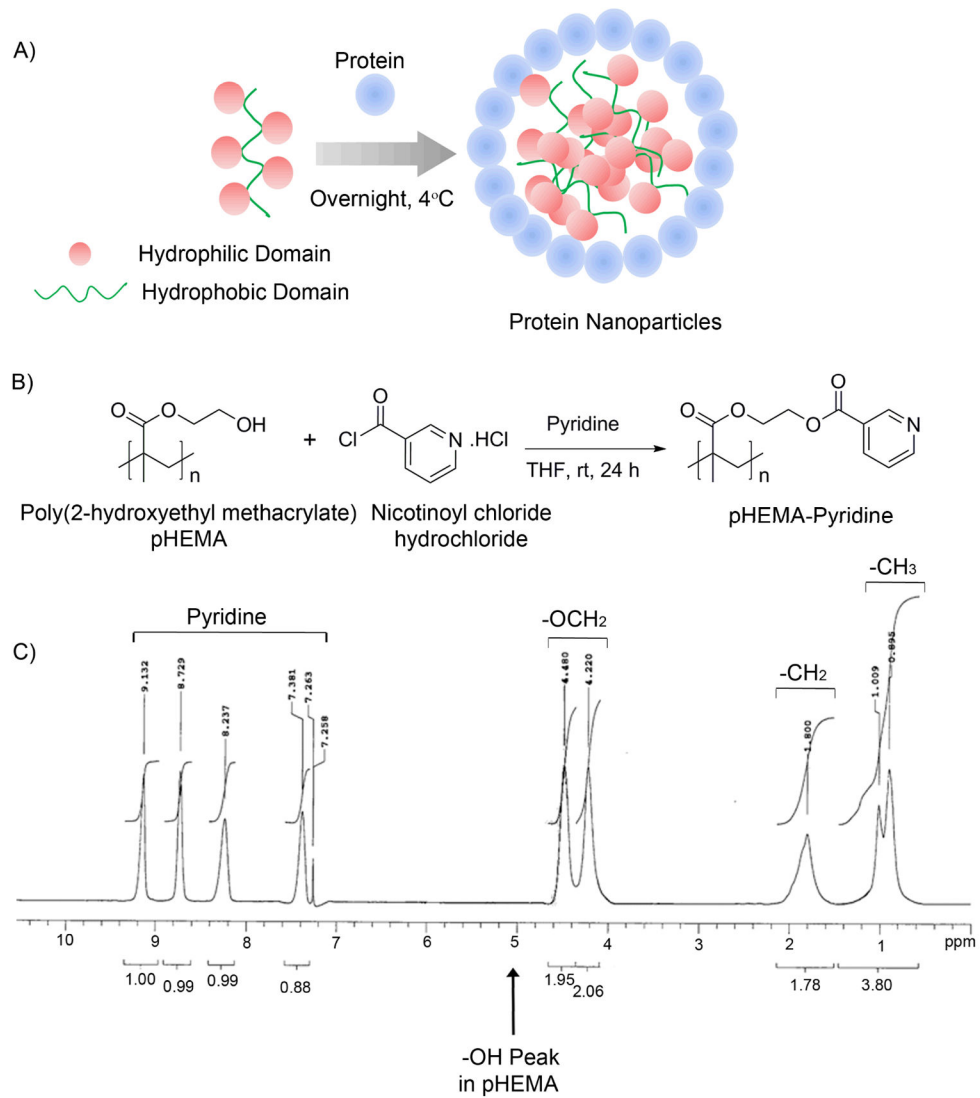 A)
Protein
Overnight, 4°C
Hydrophilic Domain
Hydrophobic Domain
Protein Nanoparticles
B)
O
O
OH
n
+
O
Cl
N .HCl
Pyridine
THF, rt, 24 h
O
O
O
O
N
n
Poly(2-hydroxyethyl methacrylate)
pHEMA
Nicotinoyl chloride
hydrochloride
pHEMA-Pyridine
C)
Pyridine
-OCH₂
-CH₂
-CH₃
9.132
8.729
8.237
7.381
7.263
7.258
4.480
4.220
1.800
1.009
0.895
10 9 8 7 6 5 4 3 2 1 ppm
1.00 0.99 0.99 0.88 1.95 2.06 1.78 3.80
-OH Peak
in pHEMA